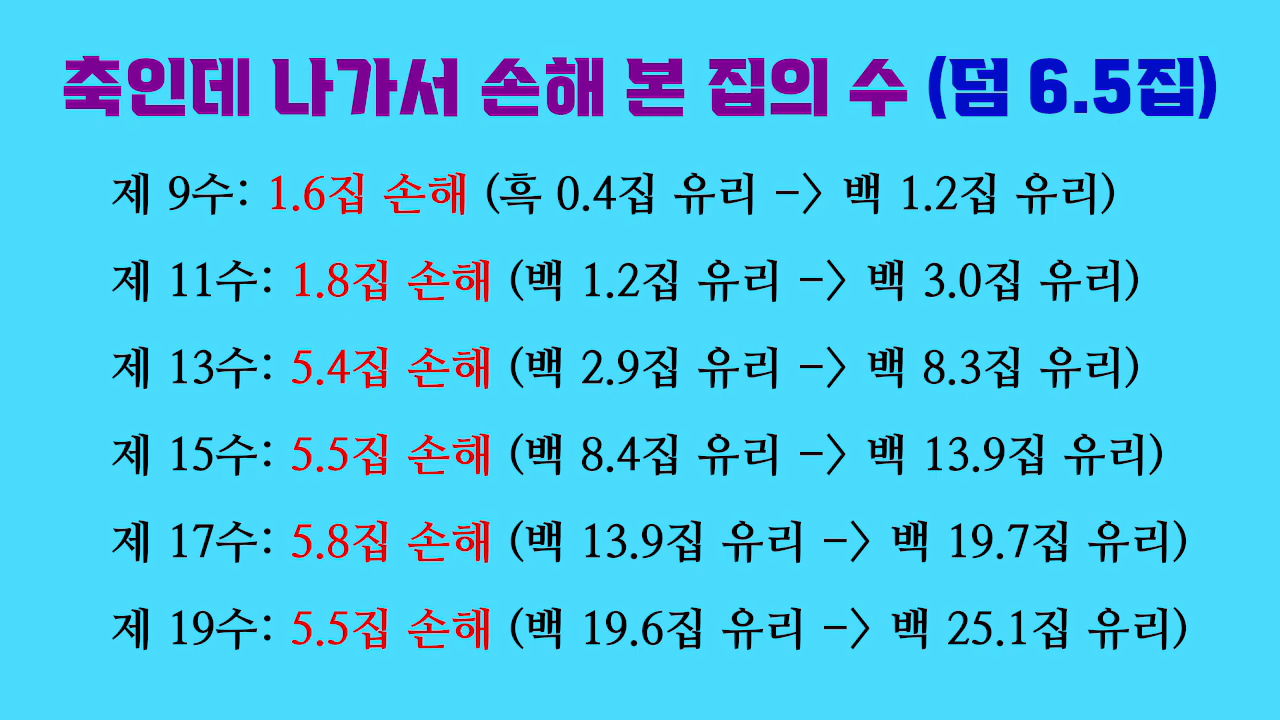 축인데 나가서 손해 본 집의 수 (덤 6.5집)
제 9수: 1.6집 손해 (흑 0.4집 유리 -> 백 1.2집 유리)
제 11수: 1.8집 손해 (백 1.2집 유리 -> 백 3.0집 유리)
제 13수: 5.4집 손해 (백 2.9집 유리 -> 백 8.3집 유리)
제 15수: 5.5집 손해 (백 8.4집 유리 -> 백 13.9집 유리)
제 17수: 5.8집 손해 (백 13.9집 유리 -> 백 19.7집 유리)
제 19수: 5.5집 손해 (백 19.6집 유리 -> 백 25.1집 유리)